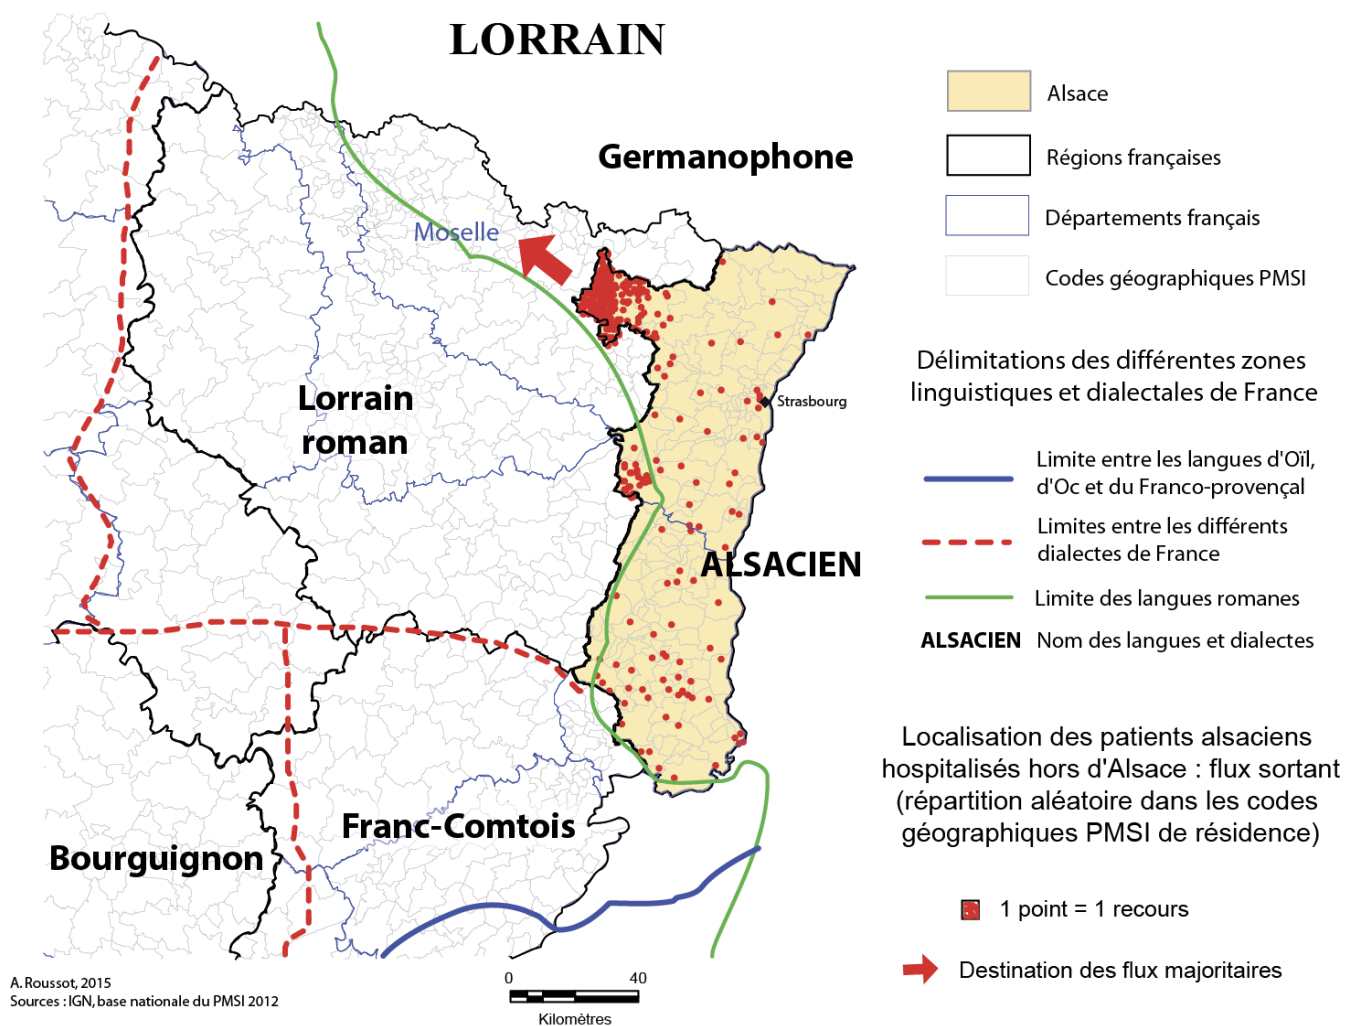 LORRAIN
Germanophone
Moselle
Lorrain
roman
Strasbourg
ALSACIEN
Franc-Comtois
Bourguignon
Alsace
Régions françaises
Départements français
Codes géographiques PMSI
Délimitations des différentes zones
linguistiques et dialectales de France
Limite entre les langues d'Oïl,
d'Oc et du Franco-provençal
Limites entre les différents
dialectes de France
Limite des langues romanes
ALSACIEN Nom des langues et dialectes
Localisation des patients alsaciens
hospitalisés hors d'Alsace : flux sortant
(répartition aléatoire dans les codes
géographiques PMSI de résidence)
1 point = 1 recours
Destination des flux majoritaires
A. Roussot, 2015
Sources : IGN, base nationale du PMSI 2012
0 40
Kilomètres